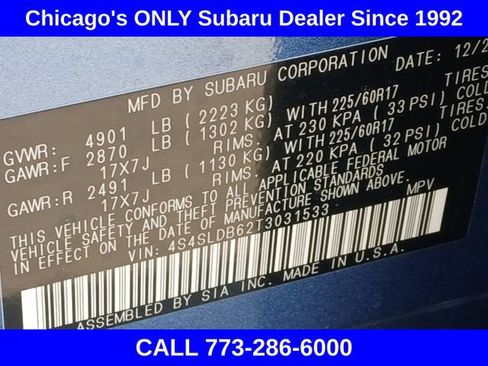 Chicago's ONLY Subaru Dealer Since 1992
MFD BY SUBARU CORPORATION DATE: 12/2
GVWR: 4901 LB ( 2223 KG)
GAWR:F 2870 LB ( 1302 KG) WITH 225/60R17 TIRES
17X7J RIMS. AT 230 KPA ( 33 PSI) COLD
GAWR:R 2491 LB ( 1130 KG) WITH 225/60R17 TIRES
17X7J RIMS. AT 220 KPA ( 32 PSI) COLD
THIS VEHICLE CONFORMS TO ALL APPLICABLE FEDERAL MOTOR
VEHICLE SAFETY AND THEFT PREVENTION STANDARDS
IN EFFECT ON THE DATE OF MANUFACTURE SHOWN ABOVE.
VIN: 4S4SLDB62T3031533 MPV
ASSEMBLED BY SIA INC. MADE IN U.S.A.
CALL 773-286-6000